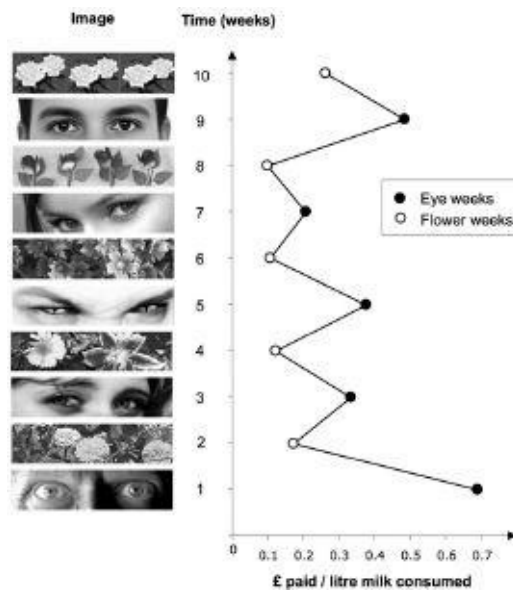 Image
Time (weeks)
10
9
8
7
6
5
4
3
2
1
Eye weeks
Flower weeks
0
0.1 0.2 0.3 0.4 0.5 0.6 0.7
£ paid / litre milk consumed